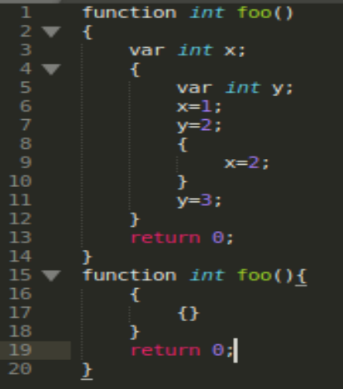 1 function int foo()
2 {
3 var int x;
4 {
5 var int y;
6 x=1;
7 y=2;
8 {
9 x=2;
10 }
11 y=3;
12 }
13 return 0;
14 }
15 function int foo(){
16 {
17 {}
18 }
19 return 0;
20 }